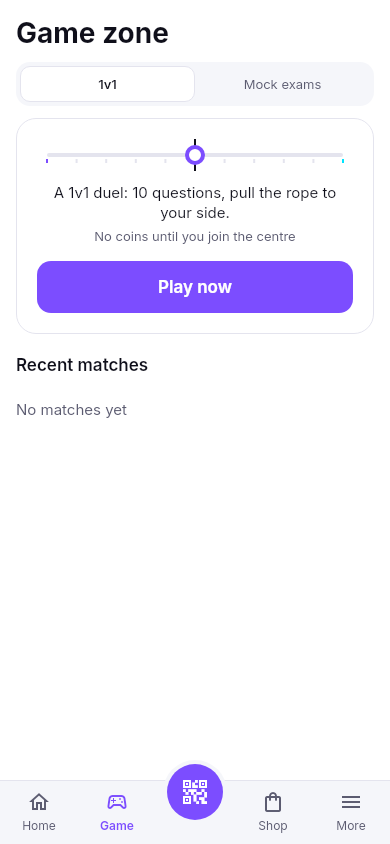 Game zone
1v1
Mock exams
A 1v1 duel: 10 questions, pull the rope to
your side.
No coins until you join the centre
Play now
Recent matches
No matches yet
Home
Game
Shop
More